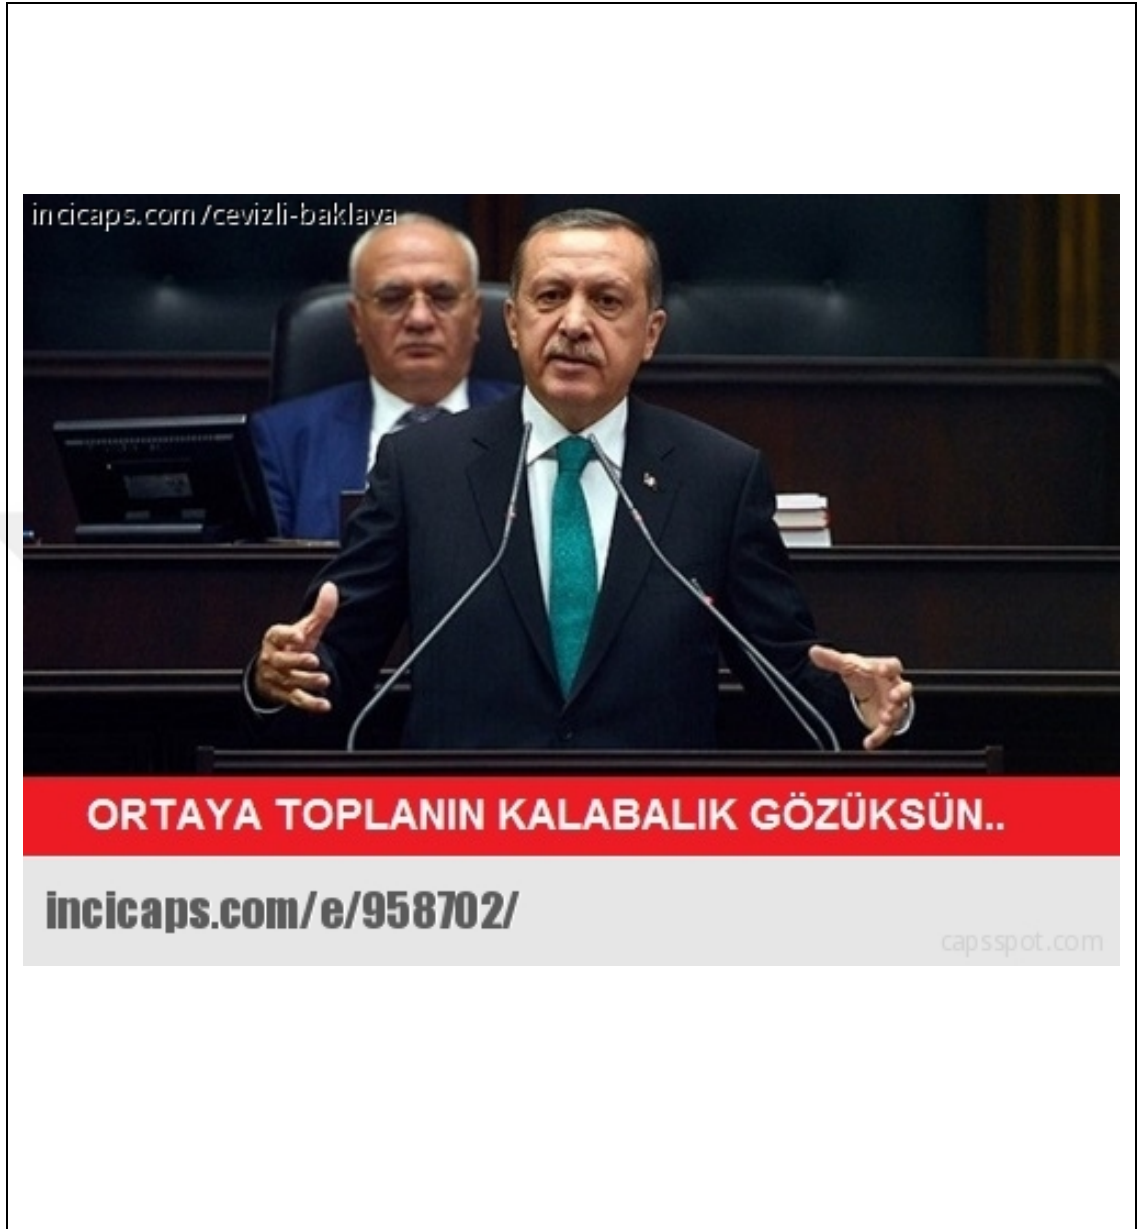 incicaps.com/cevizli-baklava
ORTAYA TOPLANIN KALABALIK GÖZÜKSÜN..
incicaps.com/e/958702/
capsspot.com